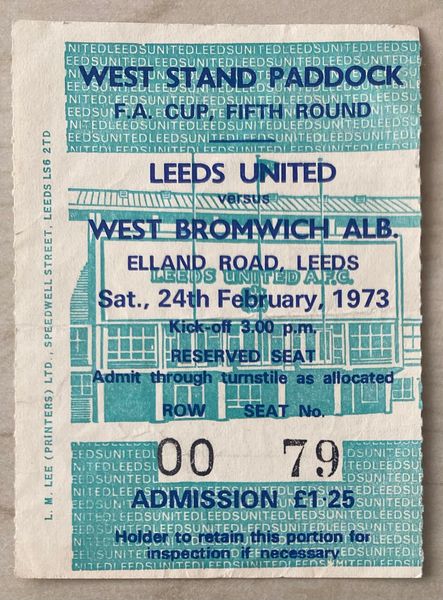 WEST STAND PADDOCK
F.A. CUP, FIFTH ROUND
LEEDS UNITED
versus
WEST BROMWICH ALB.
ELLAND ROAD, LEEDS
LEEDS UNITED A.F.C.
Sat., 24th February, 1973
Kick-off 3.00 p.m.
RESERVED SEAT
Admit through turnstile as allocated
ROW SEAT No.
OO 79
ADMISSION £1·25
Holder to retain this portion for
inspection if necessary
L. M. LEE (PRINTERS) LTD., SPEEDWELL STREET, LEEDS LS6 2TD